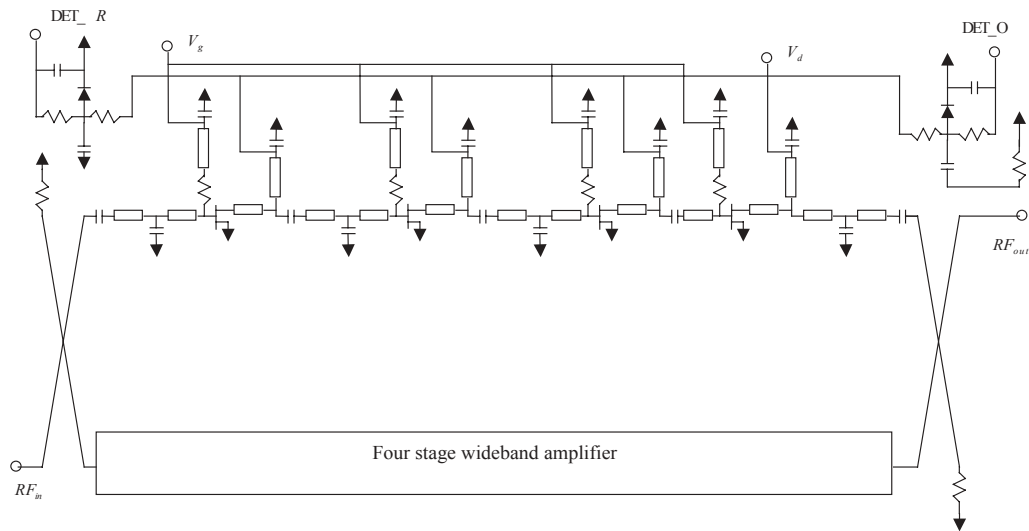 DET_ R
V_g
DET_O
V_d
RF_out
Four stage wideband amplifier
RF_in